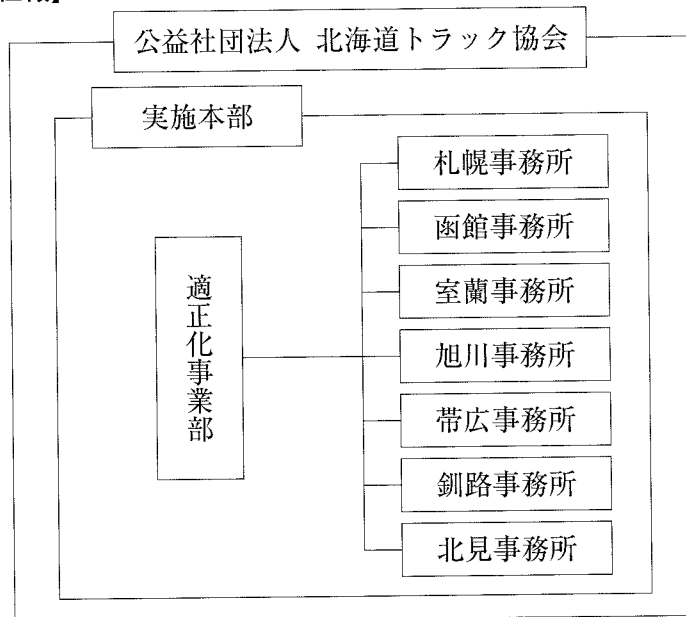 公益社団法人 北海道トラック協会
実施本部
適正化事業部
札幌事務所
函館事務所
室蘭事務所
旭川事務所
帯広事務所
釧路事務所
北見事務所